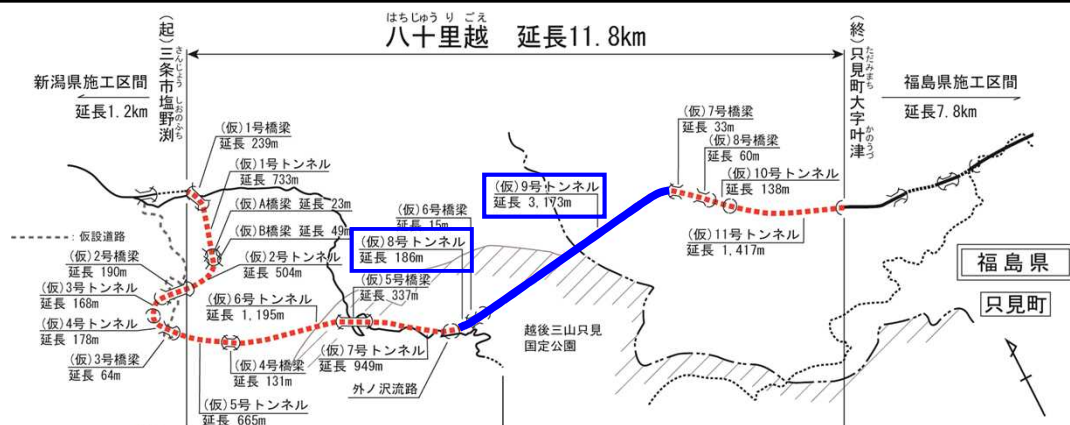 はちじゅう り ごえ
八十里越 延長11.8km
(起)三条市塩野渕
さんじょう しおのふち
(終)只見町大字叶津
ただみまち かのうづ
新潟県施工区間
延長1.2km
福島県施工区間
延長7.8km
(仮)1号橋梁
延長 239m
(仮)1号トンネル
延長 733m
(仮)A橋梁 延長 23m
(仮)B橋梁 延長 49m
:仮設道路
(仮)2号橋梁
延長 190m
(仮)2号トンネル
延長 504m
(仮)3号トンネル
延長 168m
(仮)4号トンネル
延長 178m
(仮)3号橋梁
延長 64m
(仮)6号トンネル
延長 1,195m
(仮)4号橋梁
延長 131m
(仮)5号トンネル
延長 665m
(仮)5号橋梁
延長 337m
(仮)7号トンネル
延長 949m
外ノ沢流路
(仮)6号橋梁
延長 15m
(仮)8号トンネル
延長 186m
(仮)9号トンネル
延長 3,173m
越後三山只見
国定公園
(仮)7号橋梁
延長 33m
(仮)8号橋梁
延長 60m
(仮)10号トンネル
延長 138m
(仮)11号トンネル
延長 1,417m
福島県
只見町